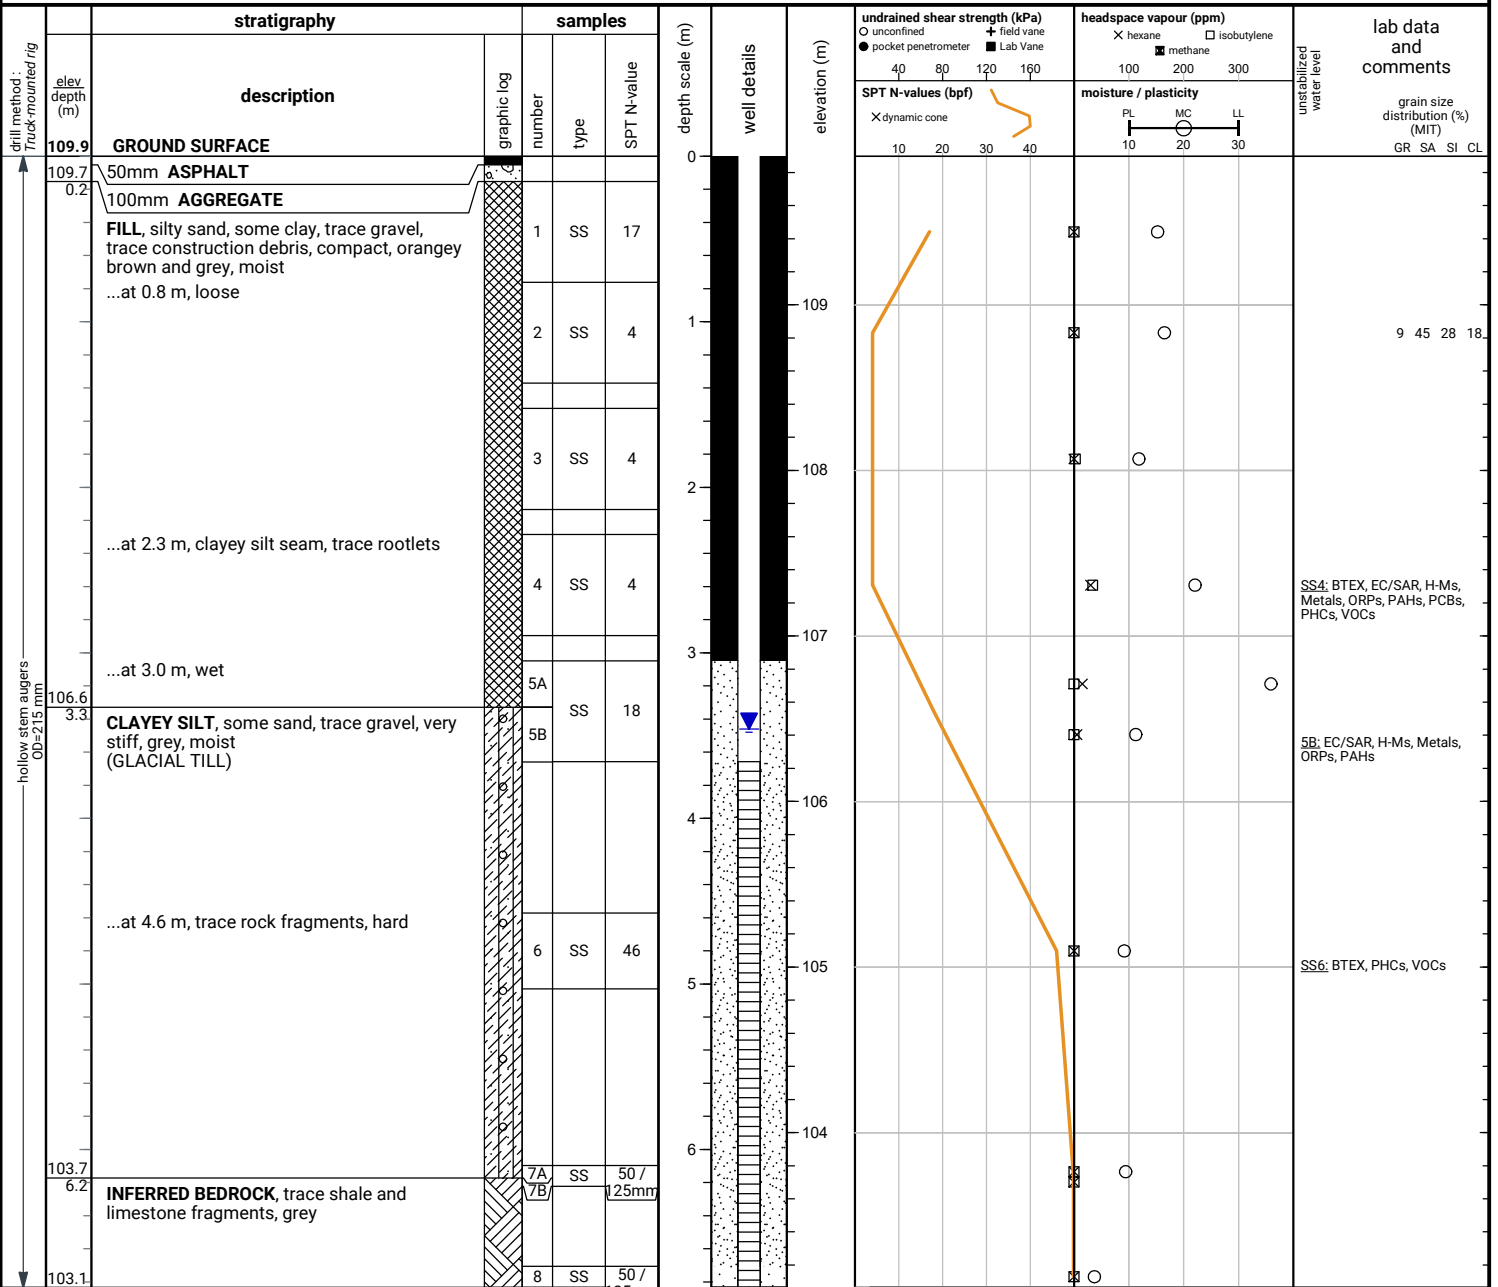 stratigraphy
samples
drill method :
Truck-mounted rig
elev
depth
(m)
description
graphic log
number
type
SPT N-value
depth scale (m)
well details
elevation (m)
undrained shear strength (kPa)
unconfined
field vane
pocket penetrometer
Lab Vane
40 80 120 160
SPT N-values (bpf)
dynamic cone
10 20 30 40
headspace vapour (ppm)
hexane
isobutylene
methane
100 200 300
moisture / plasticity
PL MC LL
10 20 30
unstabilized
water level
lab data
and
comments
grain size
distribution (%)
(MIT)
GR SA SI CL
109.9 GROUND SURFACE
0
109.7 50mm ASPHALT
0.2 100mm AGGREGATE
FILL, silty sand, some clay, trace gravel,
trace construction debris, compact, orangey
brown and grey, moist
1 SS 17
...at 0.8 m, loose
109
1
2 SS 4
9 45 28 18
3 SS 4
108
2
...at 2.3 m, clayey silt seam, trace rootlets
4 SS 4
SS4: BTEX, EC/SAR, H-Ms,
Metals, ORPs, PAHs, PCBs,
PHCs, VOCs
107
3
...at 3.0 m, wet
5A
106.6
3.3
SS 18
CLAYEY SILT, some sand, trace gravel, very
stiff, grey, moist
(GLACIAL TILL)
5B
5B: EC/SAR, H-Ms, Metals,
ORPs, PAHs
hollow stem augers
OD=215 mm
106
4
...at 4.6 m, trace rock fragments, hard
6 SS 46
105
SS6: BTEX, PHCs, VOCs
5
104
6
103.7
6.2
7A SS 50 /
7B 125mm
INFERRED BEDROCK, trace shale and
limestone fragments, grey
103.1
8 SS 50 /